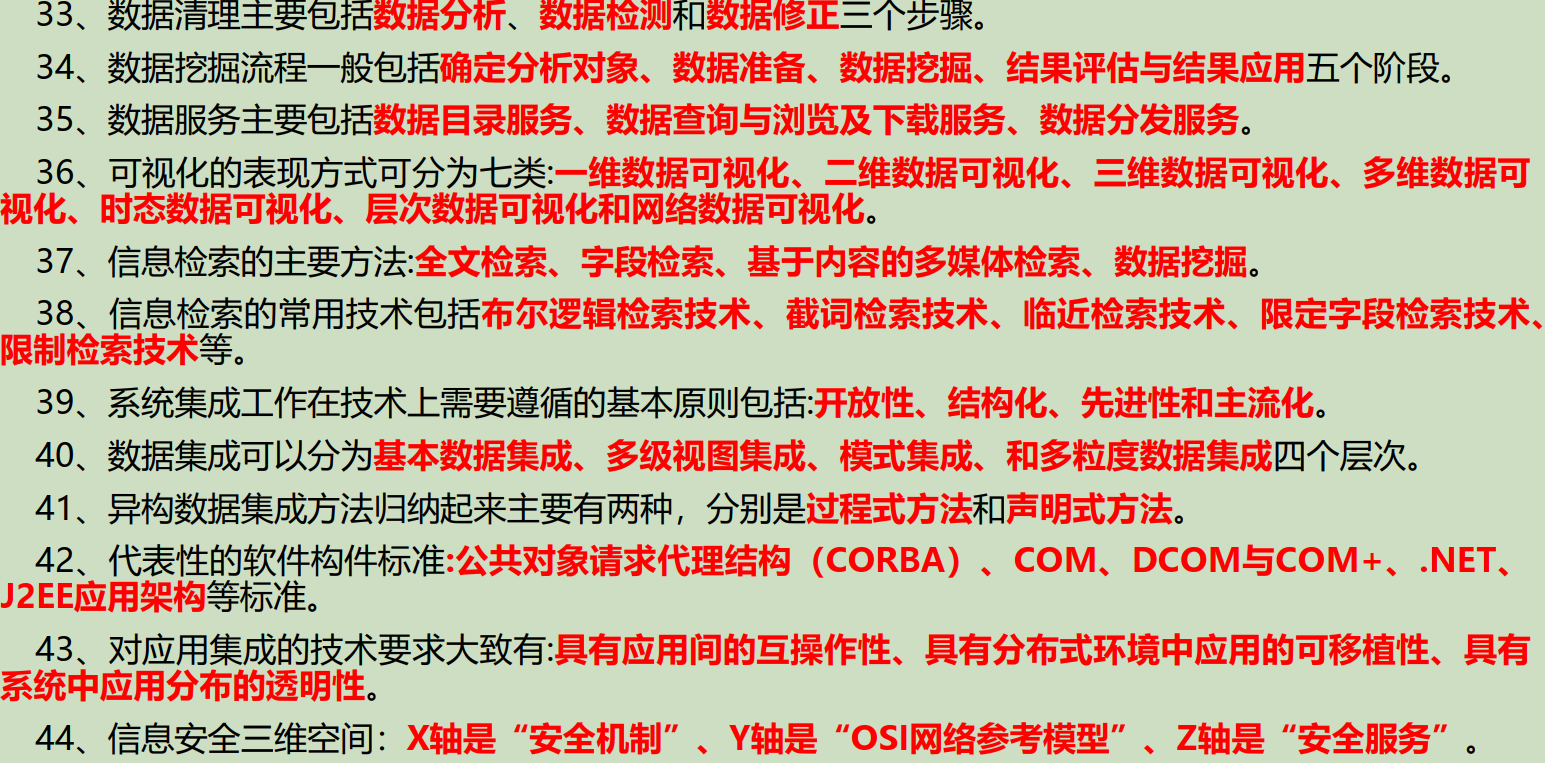 33、数据清理主要包括数据分析、数据检测和数据修正三个步骤。
34、数据挖掘流程一般包括确定分析对象、数据准备、数据挖掘、结果评估与结果应用五个阶段。
35、数据服务主要包括数据目录服务、数据查询与浏览及下载服务、数据分发服务。
36、可视化的表现方式可分为七类:一维数据可视化、二维数据可视化、三维数据可视化、多维数据可
视化、时态数据可视化、层次数据可视化和网络数据可视化。
37、信息检索的主要方法:全文检索、字段检索、基于内容的多媒体检索、数据挖掘。
38、信息检索的常用技术包括布尔逻辑检索技术、截词检索技术、临近检索技术、限定字段检索技术、
限制检索技术等。
39、系统集成工作在技术上需要遵循的基本原则包括:开放性、结构化、先进性和主流化。
40、数据集成可以分为基本数据集成、多级视图集成、模式集成、和多粒度数据集成四个层次。
41、异构数据集成方法归纳起来主要有两种，分别是过程式方法和声明式方法。
42、代表性的软件构件标准:公共对象请求代理结构（CORBA）、COM、DCOM与COM+、.NET、
J2EE应用架构等标准。
43、对应用集成的技术要求大致有:具有应用间的互操作性、具有分布式环境中应用的可移植性、具有
系统中应用分布的透明性。
44、信息安全三维空间：X轴是“安全机制”、Y轴是“OSI网络参考模型”、Z轴是“安全服务”。